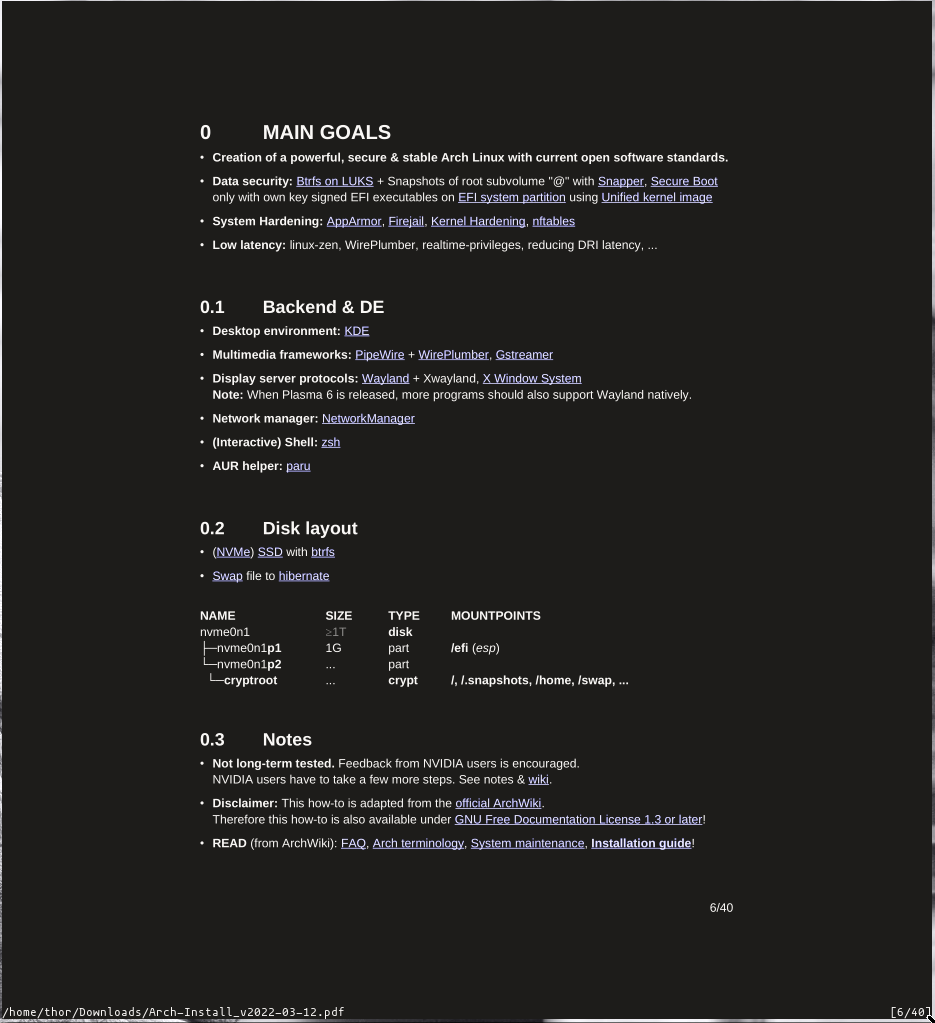 0 MAIN GOALS
• Creation of a powerful, secure & stable Arch Linux with current open software standards.
• Data security: Btrfs on LUKS + Snapshots of root subvolume "@" with Snapper, Secure Boot
only with own key signed EFI executables on EFI system partition using Unified kernel image
• System Hardening: AppArmor, Firejail, Kernel Hardening, nftables
• Low latency: linux-zen, WirePlumber, realtime-privileges, reducing DRI latency, ...
0.1 Backend & DE
• Desktop environment: KDE
• Multimedia frameworks: PipeWire + WirePlumber, Gstreamer
• Display server protocols: Wayland + Xwayland, X Window System
Note: When Plasma 6 is released, more programs should also support Wayland natively.
• Network manager: NetworkManager
• (Interactive) Shell: zsh
• AUR helper: paru
0.2 Disk layout
• (NVMe) SSD with btrfs
• Swap file to hibernate
NAME SIZE TYPE MOUNTPOINTS
nvme0n1 ≥1T disk
├─nvme0n1p1 1G part /efi (esp)
└─nvme0n1p2 ... part
└─cryptroot ... crypt /, /.snapshots, /home, /swap, ...
0.3 Notes
• Not long-term tested. Feedback from NVIDIA users is encouraged.
NVIDIA users have to take a few more steps. See notes & wiki.
• Disclaimer: This how-to is adapted from the official ArchWiki.
Therefore this how-to is also available under GNU Free Documentation License 1.3 or later!
• READ (from ArchWiki): FAQ, Arch terminology, System maintenance, Installation guide!
6/40
/home/thor/Downloads/Arch-Install_v2022-03-12.pdf [6/40]